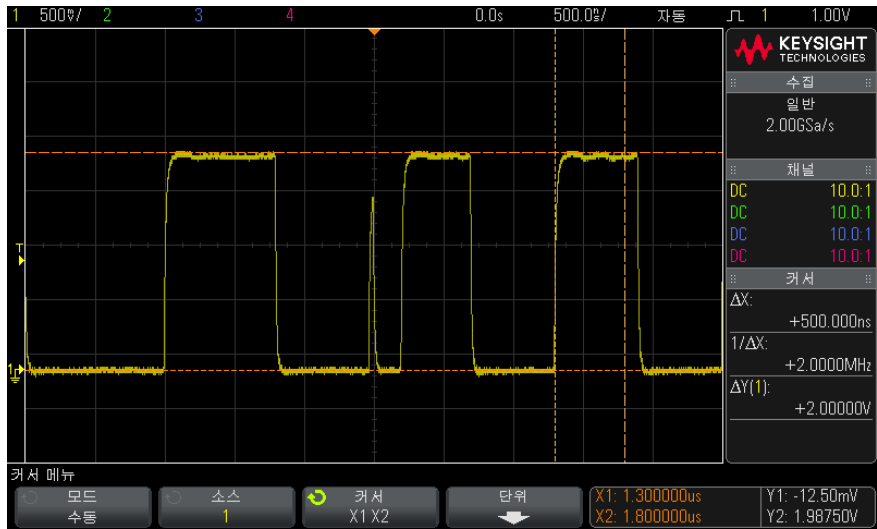 1 500㎷/ 2 3 4 0.0s 500.0㎱/ 자동 1 1.00V
KEYSIGHT
TECHNOLOGIES
수집
일반
2.00GSa/s
채널
DC 10.0:1
DC 10.0:1
DC 10.0:1
DC 10.0:1
커서
ΔX:
+500.000ns
1/ΔX:
+2.0000MHz
ΔY(1):
+2.00000V
T
1
커서 메뉴
모드
수동
소스
1
커서
X1 X2
단위
X1: 1.300000us
X2: 1.800000us
Y1: -12.50mV
Y2: 1.98750V